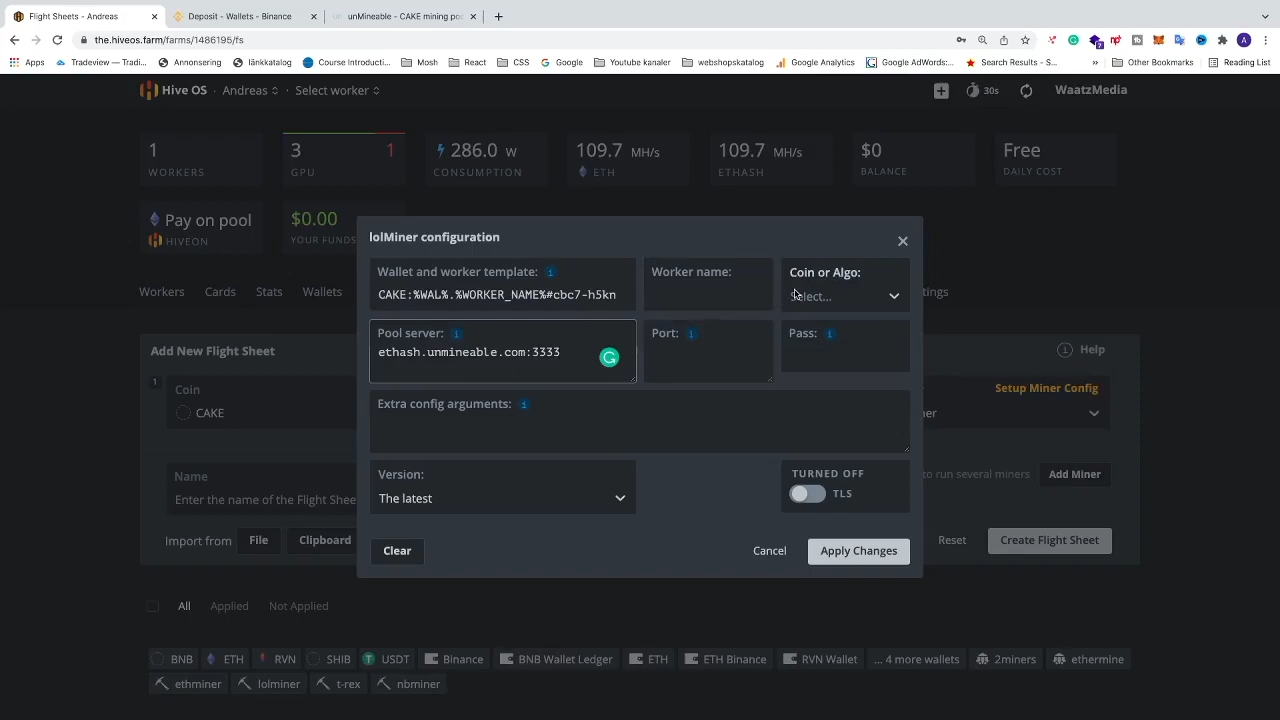 Flight Sheets - Andreas
Deposit - Wallets - Binance
unMineable - CAKE mining po
the.hiveos.farm/farms/1486195/fs
A
Apps
Tradeview -- Tradi...
Annonsering
länkkatalog
Course Introducti...
Mosh
React
CSS
Google
Youtube kanaler
webshopskatalog
Google Analytics
Google AdWords:...
Search Results - S...
»
Other Bookmarks
Reading List
Hive OS
Andreas
Select worker
30s
WaatzMedia
1
WORKERS
3
1
GPU
286.0 W
CONSUMPTION
109.7 MH/s
ETH
109.7 MH/s
ETHASH
$0
BALANCE
Free
DAILY COST
Pay on pool
HIVEON
$0.00
YOUR FUNDS
Workers
Cards
Stats
Wallets
tings
Add New Flight Sheet
Help
1
Coin
CAKE
Setup Miner Config
ner
Name
Enter the name of the Flight Shee
to run several miners
Add Miner
Import from
File
Clipboard
Reset
Create Flight Sheet
lolMiner configuration
Wallet and worker template:
CAKE:%WAL%.%WORKER_NAME%#cbc7-h5kn
Worker name:
Coin or Algo:
Select...
Pool server:
ethash.unmineable.com:3333
Port:
Pass:
Extra config arguments:
Version:
The latest
TURNED OFF
TLS
Clear
Cancel
Apply Changes
All
Applied
Not Applied
BNB
ETH
RVN
SHIB
USDT
Binance
BNB Wallet Ledger
ETH
ETH Binance
RVN Wallet
... 4 more wallets
2miners
ethermine
ethminer
lolminer
t-rex
nbminer